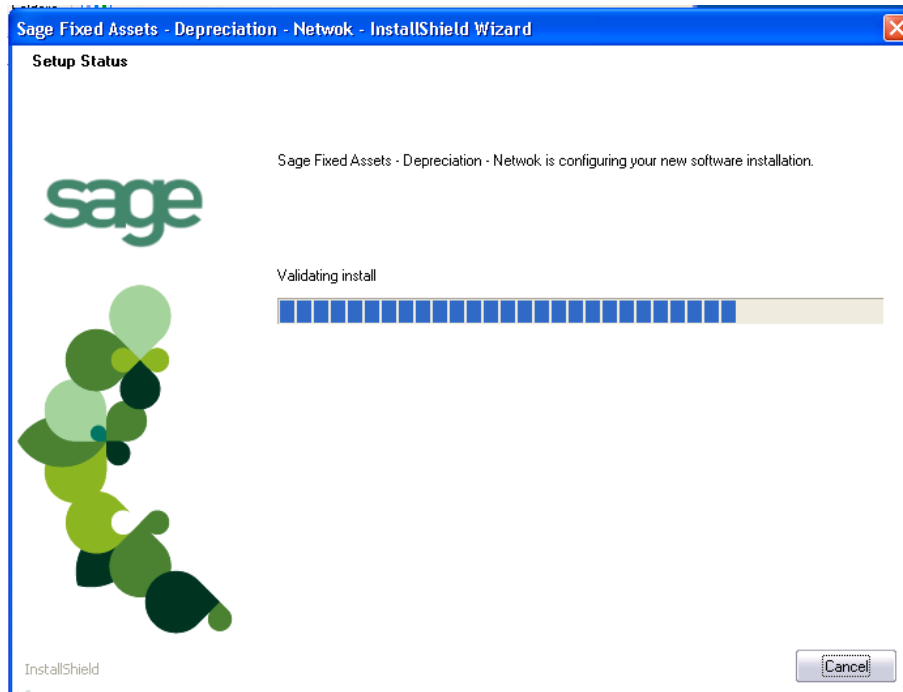 Sage Fixed Assets - Depreciation - Netwok - InstallShield Wizard
Setup Status
Sage Fixed Assets - Depreciation - Netwok is configuring your new software installation.
sage
Validating install
InstallShield
Cancel